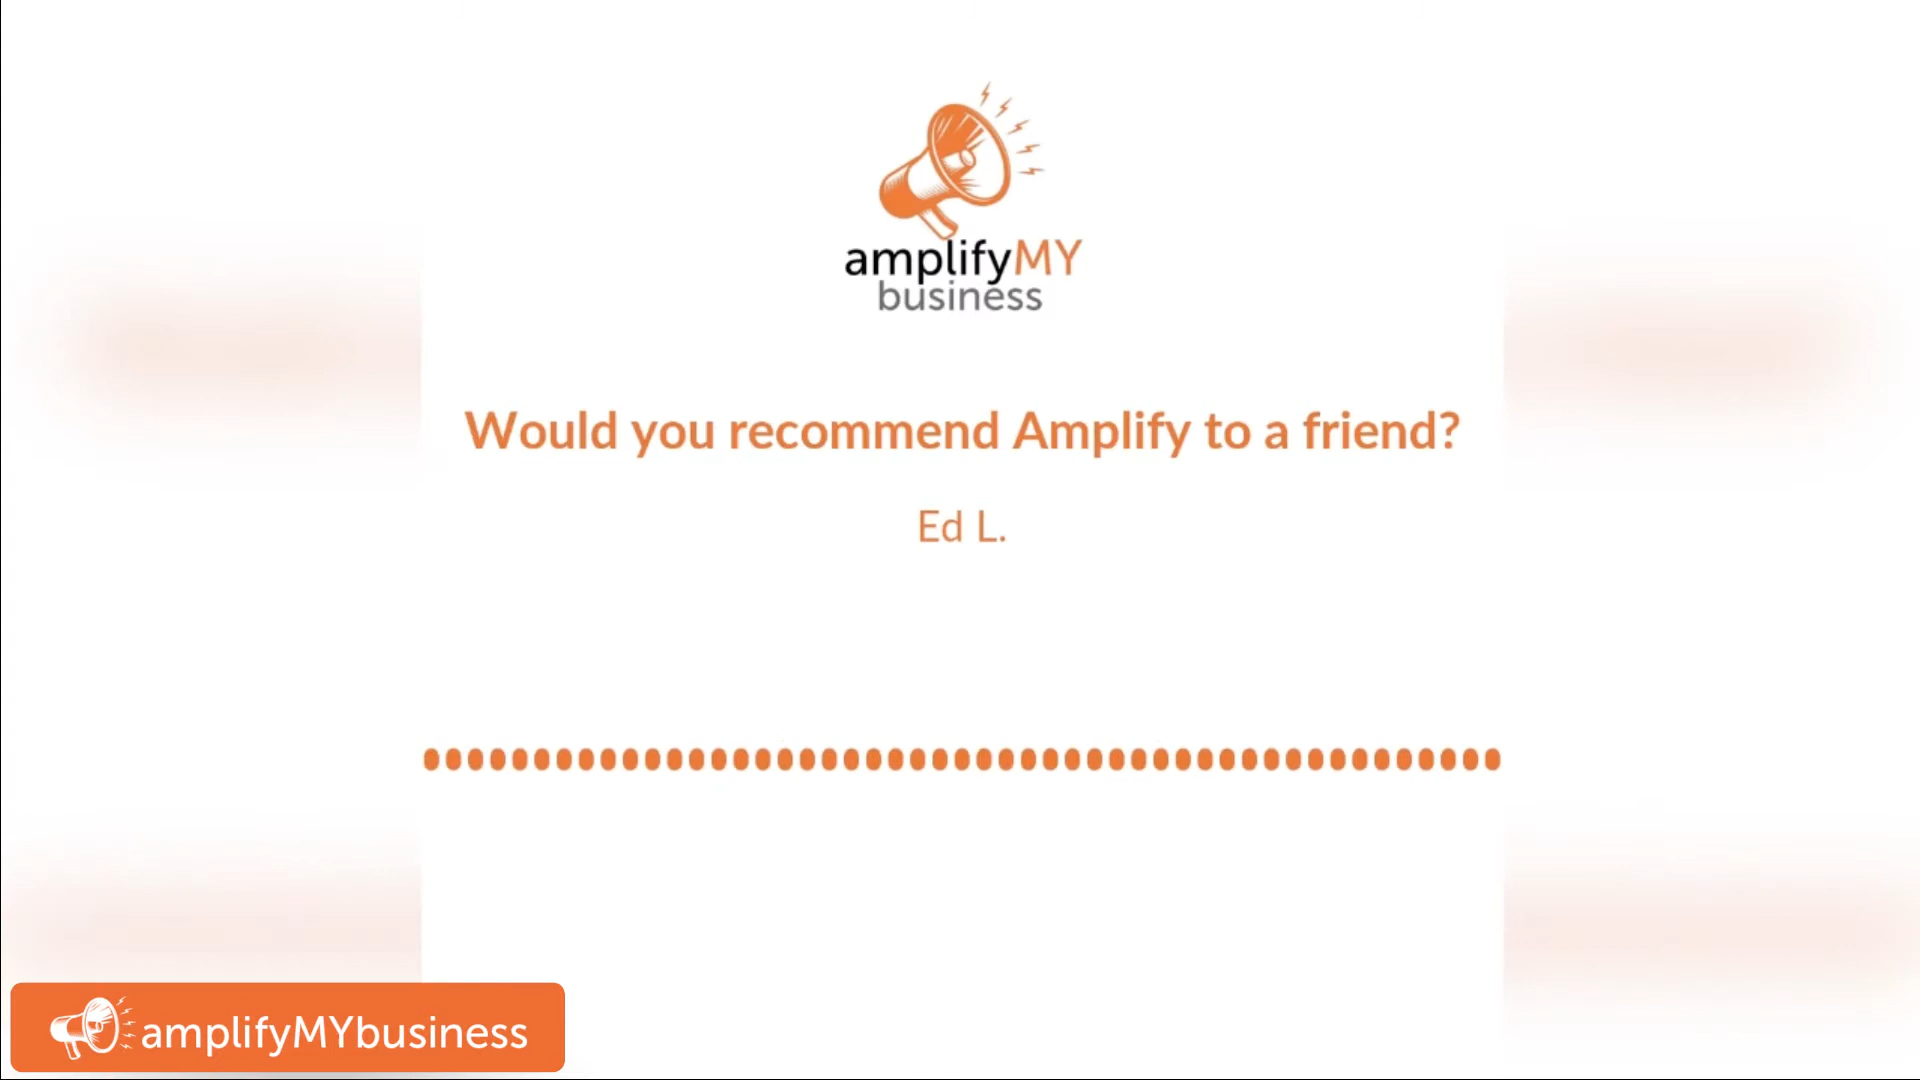 amplifyMY
business
Would you recommend Amplify to a friend?
Ed L.
amplifyMYbusiness